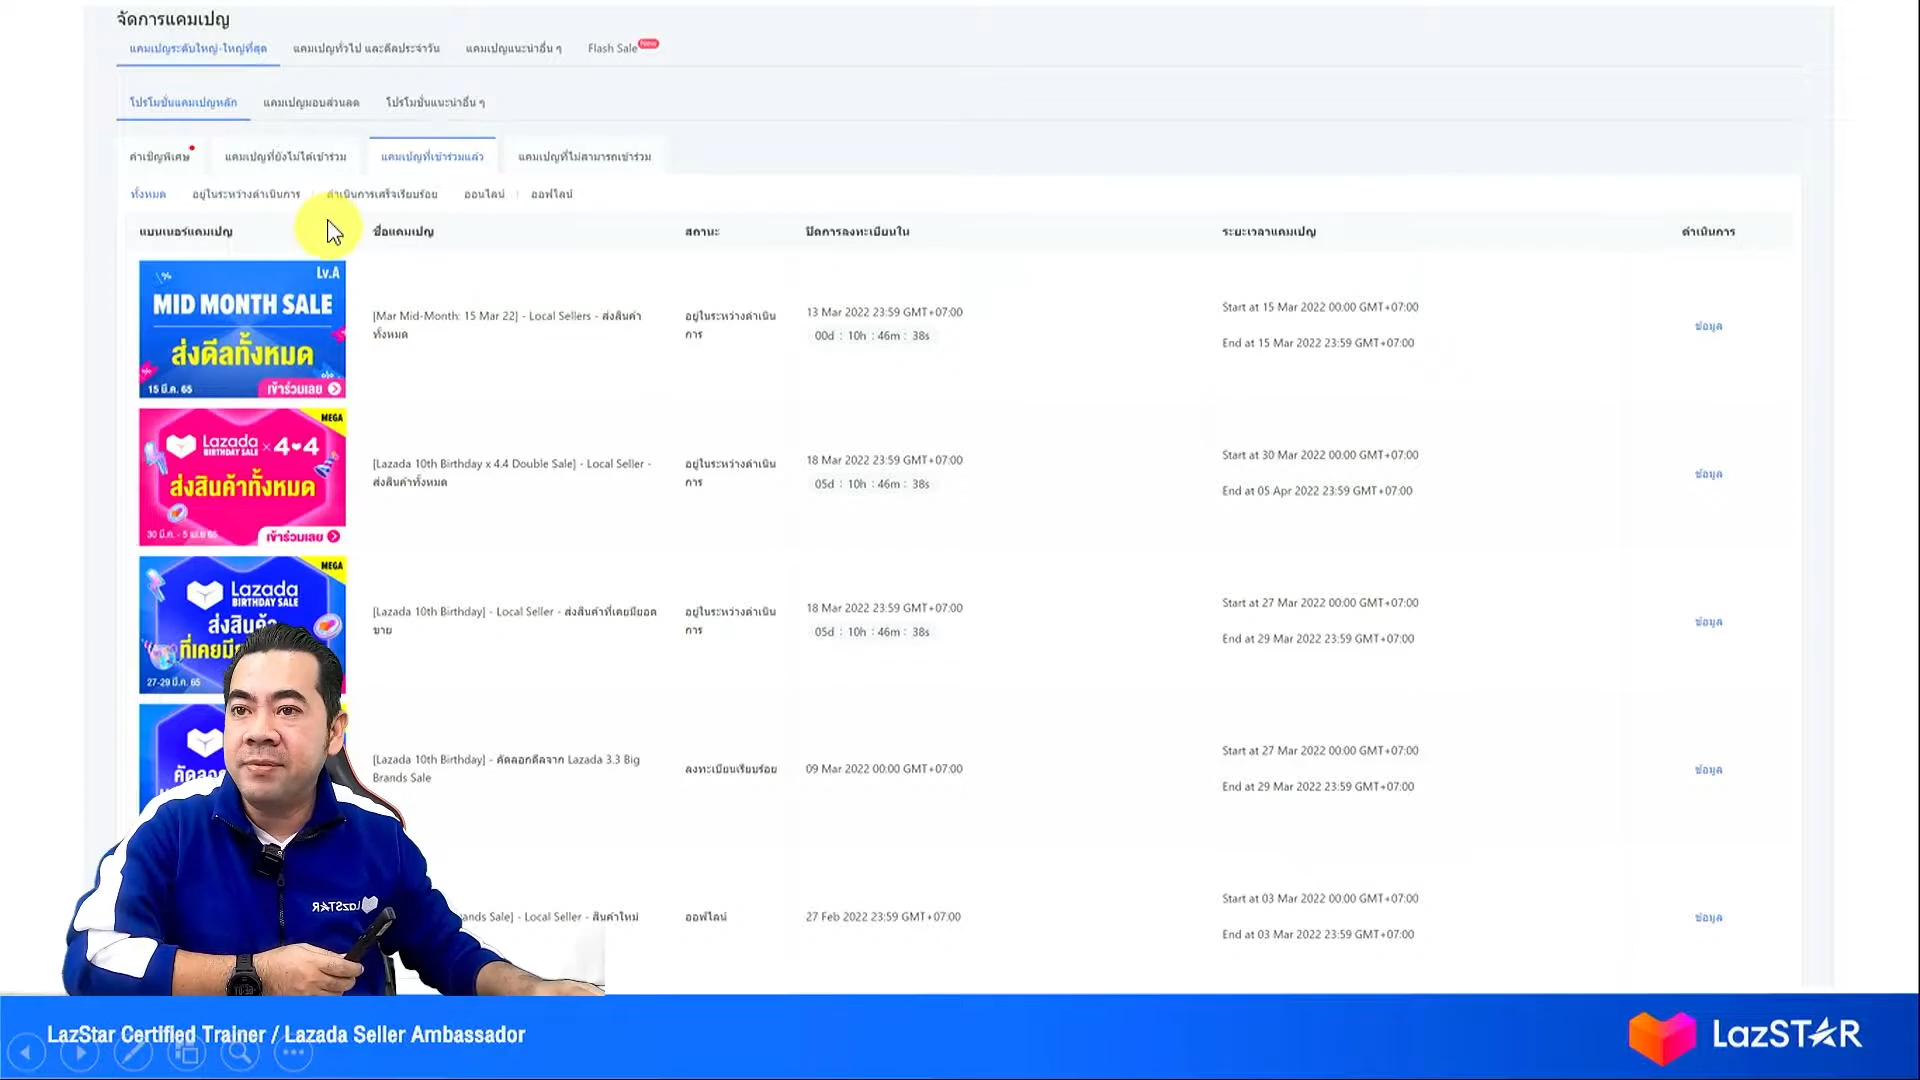 จัดการแคมเปญ
แคมเปญระดับใหญ่-ใหญ่ที่สุด แคมเปญทั่วไป และดีลประจำวัน แคมเปญแนะนำอื่น ๆ Flash Sale New
โปรโมชั่นแคมเปญหลัก แคมเปญมอบส่วนลด โปรโมชั่นแนะนำอื่น ๆ
คำเชิญพิเศษ แคมเปญที่ยังไม่ได้เข้าร่วม แคมเปญที่เข้าร่วมแล้ว แคมเปญที่ไม่สามารถเข้าร่วม
ทั้งหมด อยู่ในระหว่างดำเนินการ ดำเนินการเสร็จเรียบร้อย ออนไลน์ ออฟไลน์
แบนเนอร์แคมเปญ ชื่อแคมเปญ สถานะ ปิดการลงทะเบียนใน ระยะเวลาแคมเปญ ดำเนินการ
Lv.A
MID MONTH SALE
ส่งดีลทั้งหมด
15 มี.ค. 65 เข้าร่วมเลย
[Mar Mid-Month: 15 Mar 22] - Local Sellers - ส่งสินค้า
ทั้งหมด
อยู่ในระหว่างดำเนิน
การ
13 Mar 2022 23:59 GMT+07:00
00d : 10h : 46m : 38s
Start at 15 Mar 2022 00:00 GMT+07:00
End at 15 Mar 2022 23:59 GMT+07:00
ข้อมูล
MEGA
Lazada × 4.4
BIRTHDAY SALE
ส่งสินค้าทั้งหมด
30 มี.ค. - 5 เม.ย 65 เข้าร่วมเลย
[Lazada 10th Birthday x 4.4 Double Sale] - Local Seller -
ส่งสินค้าทั้งหมด
อยู่ในระหว่างดำเนิน
การ
18 Mar 2022 23:59 GMT+07:00
05d : 10h : 46m : 38s
Start at 30 Mar 2022 00:00 GMT+07:00
End at 05 Apr 2022 23:59 GMT+07:00
ข้อมูล
MEGA
Lazada
BIRTHDAY SALE
ส่งสินค้า
ที่เคยมี
27-29 มี.ค. 65
[Lazada 10th Birthday] - Local Seller - ส่งสินค้าที่เคยมียอด
ขาย
อยู่ในระหว่างดำเนิน
การ
18 Mar 2022 23:59 GMT+07:00
05d : 10h : 46m : 38s
Start at 27 Mar 2022 00:00 GMT+07:00
End at 29 Mar 2022 23:59 GMT+07:00
ข้อมูล
[Lazada 10th Birthday] - คัดลอกดีลจาก Lazada 3.3 Big
Brands Sale
ลงทะเบียนเรียบร้อย
09 Mar 2022 00:00 GMT+07:00
Start at 27 Mar 2022 00:00 GMT+07:00
End at 29 Mar 2022 23:59 GMT+07:00
ข้อมูล
ands Sale] - Local Seller - สินค้าใหม่
ออฟไลน์
27 Feb 2022 23:59 GMT+07:00
Start at 03 Mar 2022 00:00 GMT+07:00
End at 03 Mar 2022 23:59 GMT+07:00
ข้อมูล
LazSTAR
LazStar Certified Trainer / Lazada Seller Ambassador
LazSTAR